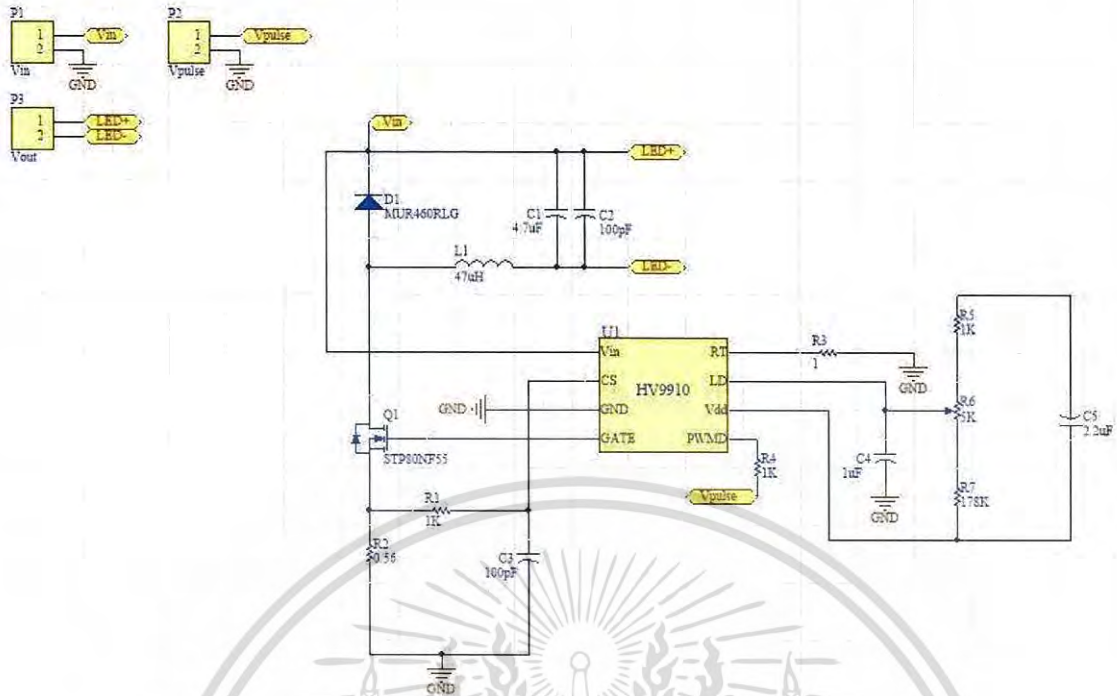 P1
1
2
Vin
Vin
GND
P2
1
2
Vpulse
Vpulse
GND
P3
1
2
LED+
LED-
Vout
Vin
LED+
D1
MUR460RLG
C1
4.7uF
C2
100pF
L1
47uH
LED-
U1
Vin
CS
GND
GATE
HV9910
RT
LD
Vdd
PWMD
R3
1
GND
R5
1K
R6
5K
C5
2.2uF
GND
Q1
STP80NF55
R4
1K
Vpulse
C4
1uF
GND
R7
178K
R1
1K
R2
0.56
C3
100pF
GND